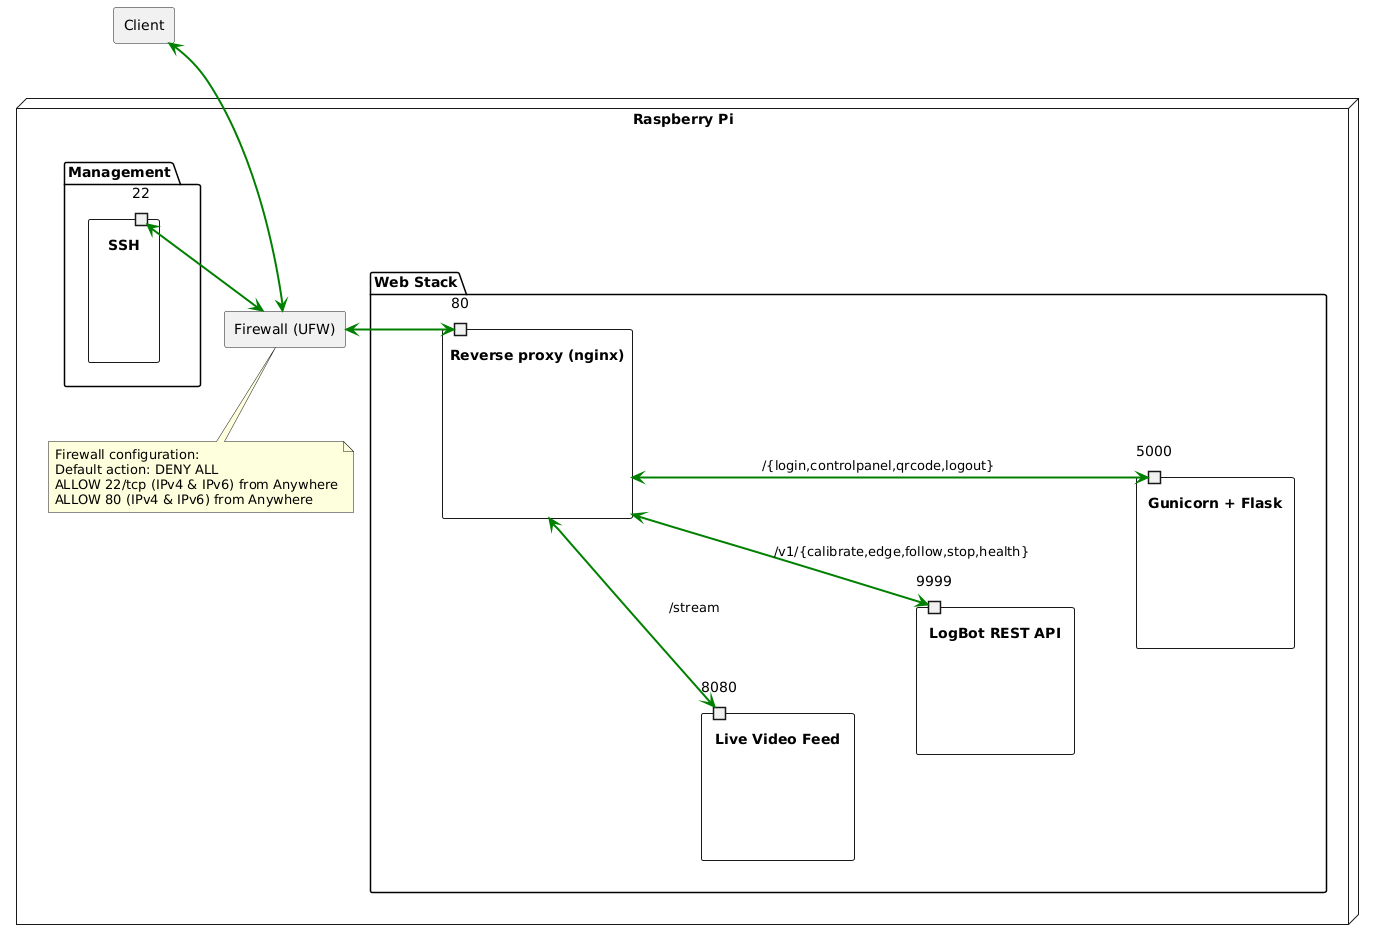 Client
Raspberry Pi
Management
22
SSH
Web Stack
80
Firewall (UFW)
Reverse proxy (nginx)
Firewall configuration:
Default action: DENY ALL
ALLOW 22/tcp (IPv4 & IPv6) from Anywhere
ALLOW 80 (IPv4 & IPv6) from Anywhere
/{login,controlpanel,qrcode,logout}
5000
Gunicorn + Flask
/v1/{calibrate,edge,follow,stop,health}
9999
LogBot REST API
/stream
8080
Live Video Feed